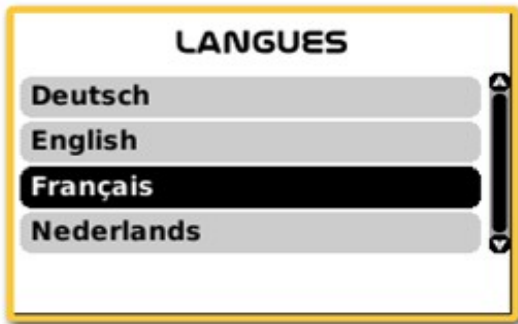 LANGUES
Deutsch
English
Français
Nederlands